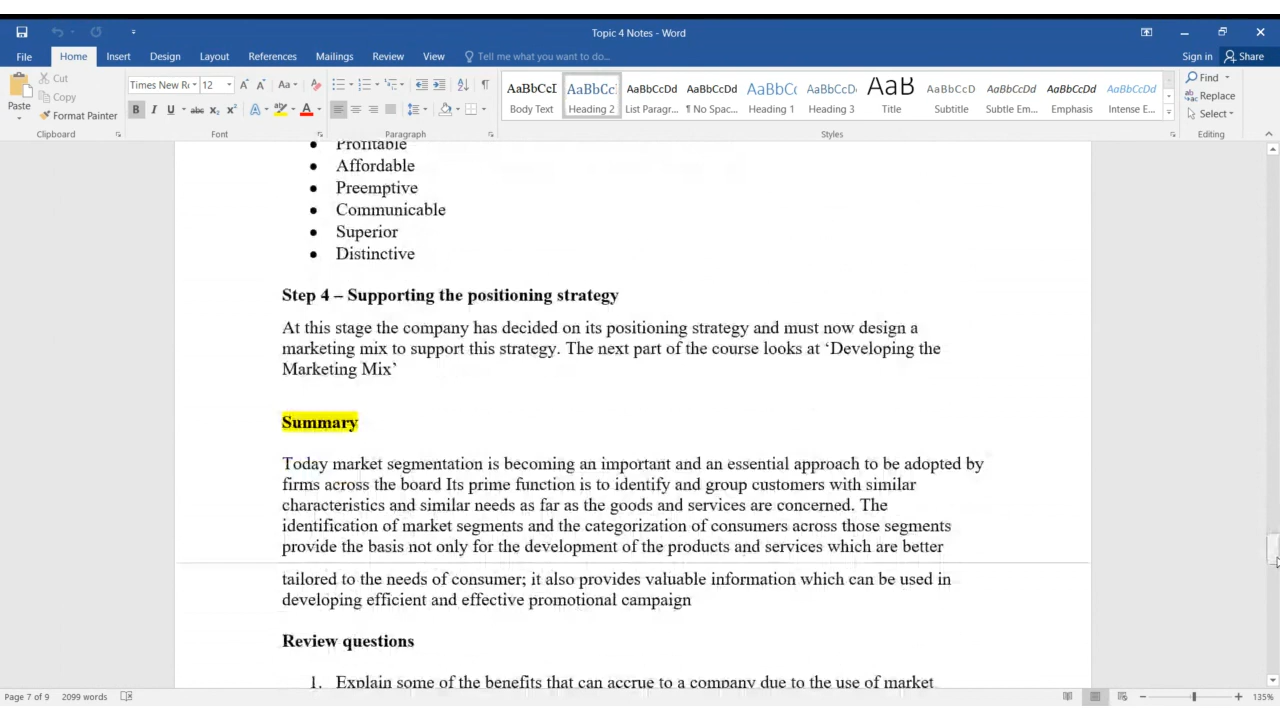 Topic 4 Notes - Word
File Home Insert Design Layout References Mailings Review View Tell me what you want to do... Sign in Share
Cut
Copy
Format Painter
Paste
Times New R 12 Aa
B I U abc X₂ X² A A
AaBbCcI AaBbCc AaBbCcDd AaBbCcDd AaBbCc AaBbCcD AaB AaBbCcD AaBbCcDd AaBbCcDd AaBbCcDd
Body Text Heading 2 List Paragr... ¶ No Spac... Heading 1 Heading 3 Title Subtitle Subtle Em... Emphasis Intense E...
Find
Replace
Select
Clipboard Font Paragraph Styles Editing
• Profitable
• Affordable
• Preemptive
• Communicable
• Superior
• Distinctive
Step 4 – Supporting the positioning strategy
At this stage the company has decided on its positioning strategy and must now design a
marketing mix to support this strategy. The next part of the course looks at ‘Developing the
Marketing Mix’
Summary
Today market segmentation is becoming an important and an essential approach to be adopted by
firms across the board Its prime function is to identify and group customers with similar
characteristics and similar needs as far as the goods and services are concerned. The
identification of market segments and the categorization of consumers across those segments
provide the basis not only for the development of the products and services which are better
tailored to the needs of consumer; it also provides valuable information which can be used in
developing efficient and effective promotional campaign
Review questions
1. Explain some of the benefits that can accrue to a company due to the use of market
Page 7 of 9 2099 words 135%